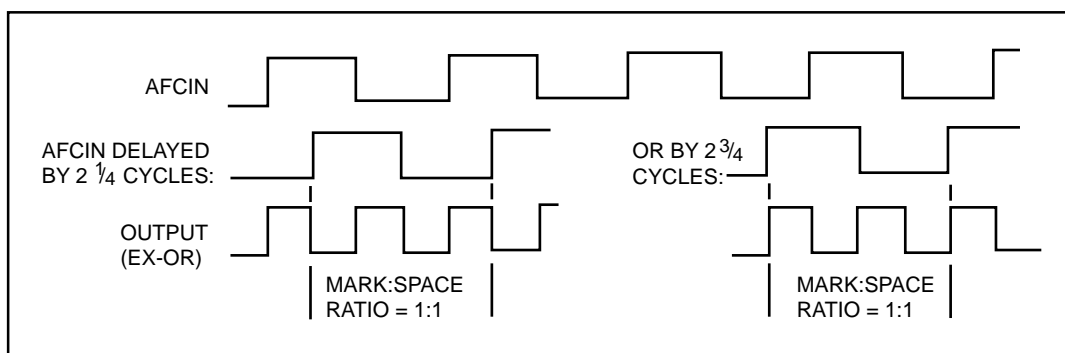 AFCIN
AFCIN DELAYED
BY 2 1/4 CYCLES:
OR BY 2 3/4
CYCLES:
OUTPUT
(EX-OR)
MARK:SPACE
RATIO = 1:1
MARK:SPACE
RATIO = 1:1